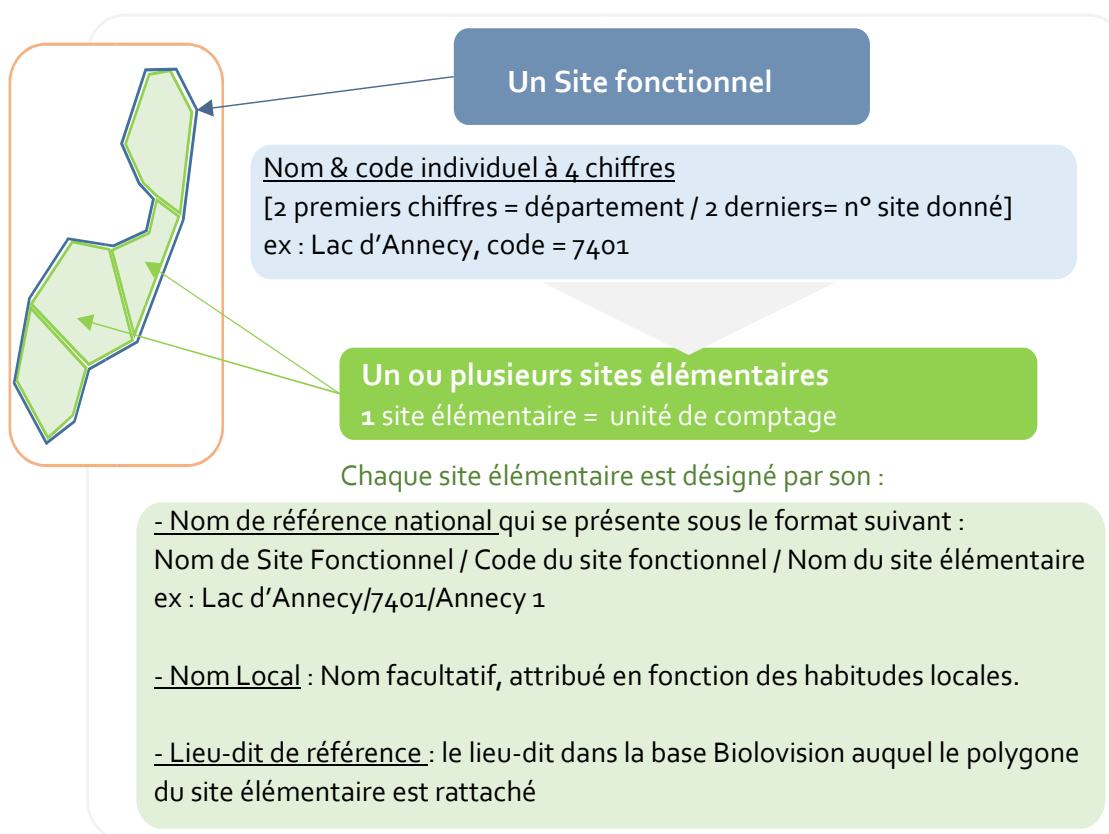 Un Site fonctionnel
Nom & code individuel à 4 chiffres
[2 premiers chiffres = département / 2 derniers= n° site donné]
ex : Lac d’Annecy, code = 7401
Un ou plusieurs sites élémentaires
1 site élémentaire = unité de comptage
Chaque site élémentaire est désigné par son :
- Nom de référence national qui se présente sous le format suivant :
Nom de Site Fonctionnel / Code du site fonctionnel / Nom du site élémentaire
ex : Lac d’Annecy/7401/Annecy 1
- Nom Local : Nom facultatif, attribué en fonction des habitudes locales.
- Lieu-dit de référence : le lieu-dit dans la base Biolovision auquel le polygone
du site élémentaire est rattaché